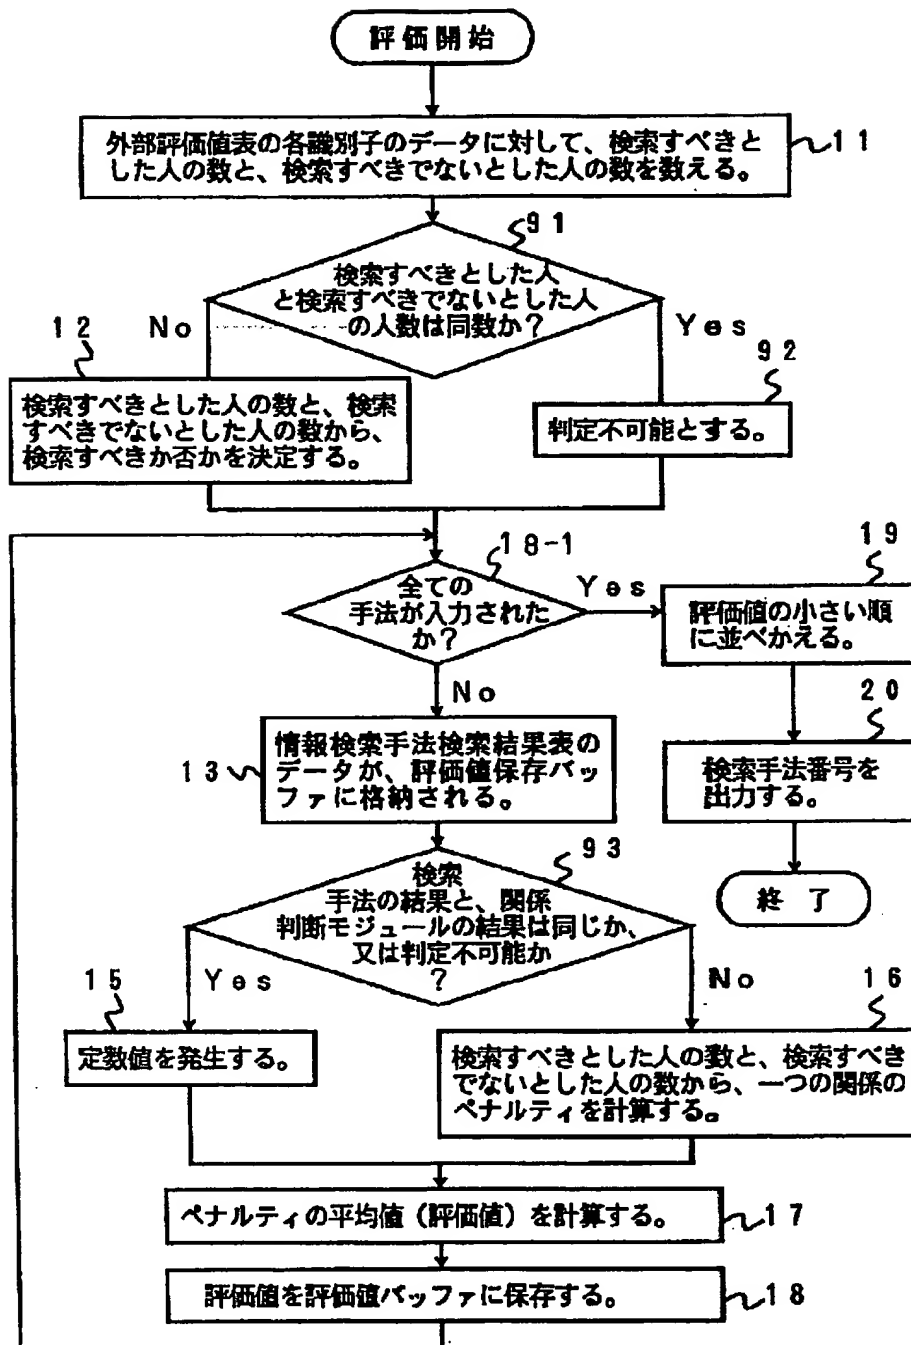 評価開始
外部評価値表の各識別子のデータに対して、検索すべきと
した人の数と、検索すべきでないとした人の数を数える。
11
91
検索すべきとした人
と検索すべきでないとした人
の人数は同数か？
No
Yes
12
検索すべきとした人の数と、検索
すべきでないとした人の数から、
検索すべきか否かを決定する。
92
判定不可能とする。
18-1
全ての
手法が入力された
か？
Yes
No
19
評価値の小さい順
に並べかえる。
20
検索手法番号を
出力する。
終了
13
情報検索手法検索結果表の
データが、評価値保存バッ
ファに格納される。
93
検索
手法の結果と、関係
判断モジュールの結果は同じか、
又は判定不可能か
？
Yes
No
15
定数値を発生する。
16
検索すべきとした人の数と、検索すべき
でないとした人の数から、一つの関係の
ペナルティを計算する。
ペナルティの平均値（評価値）を計算する。
17
評価値を評価値バッファに保存する。
18